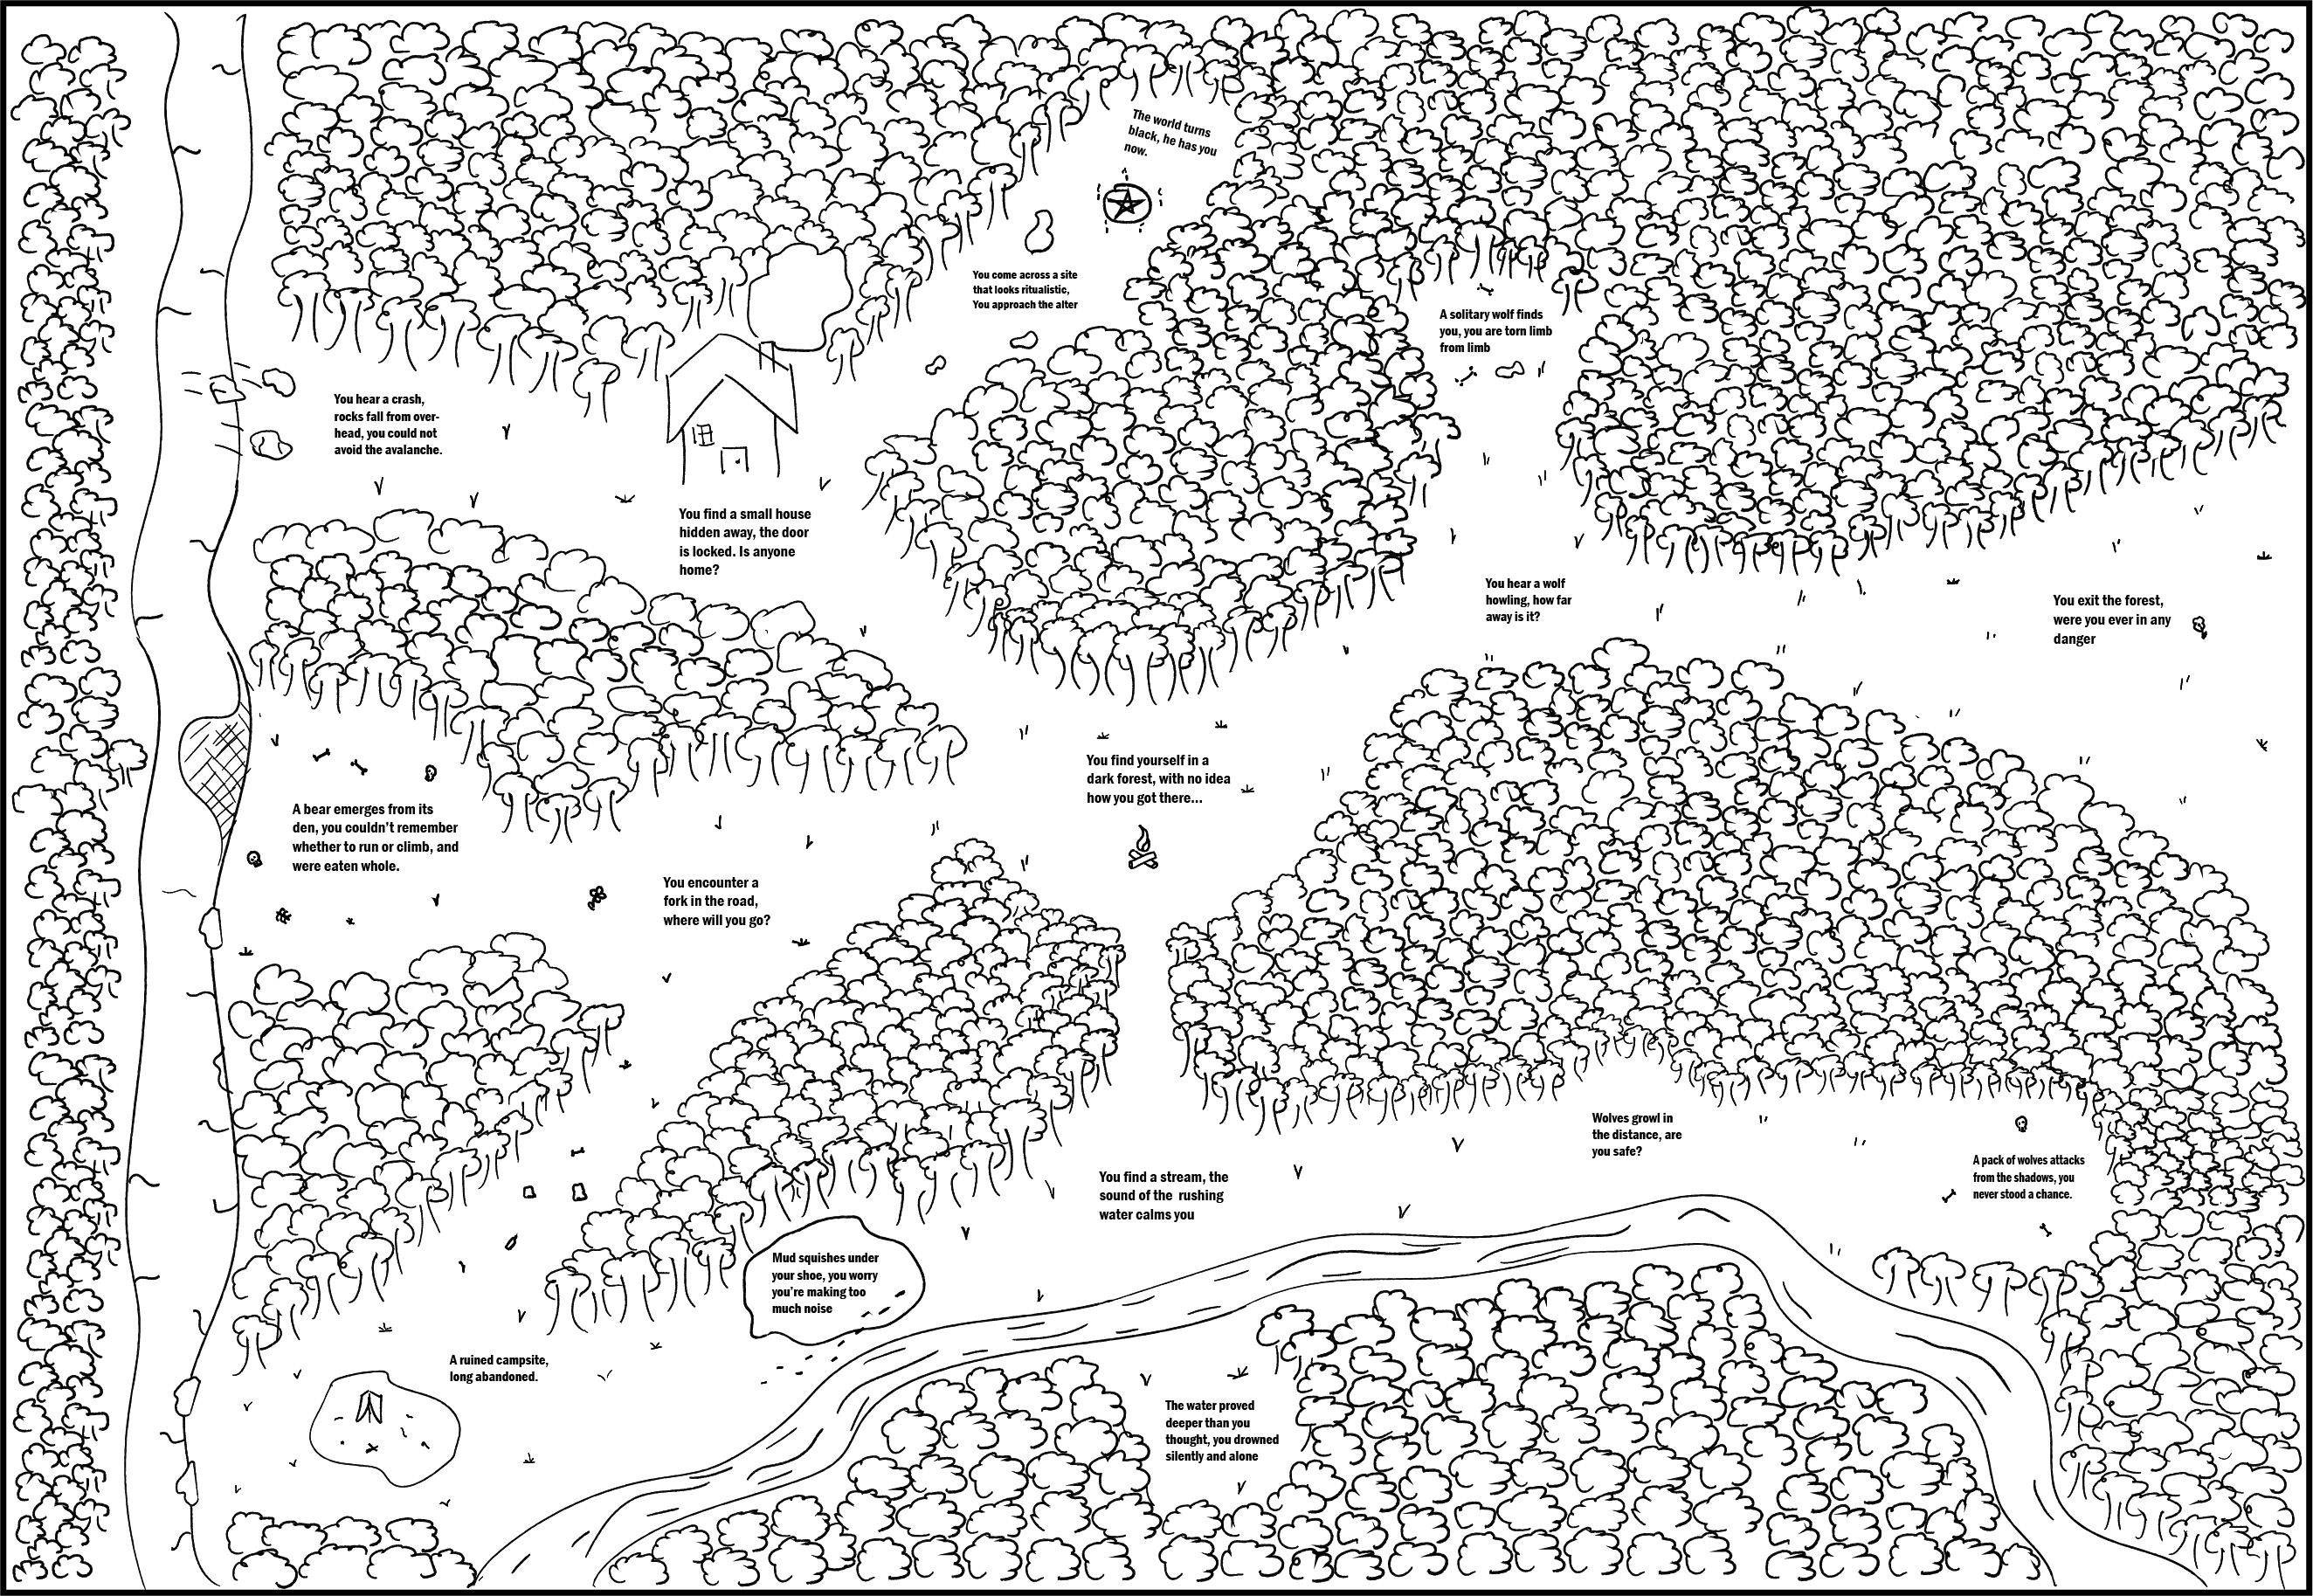 The world turns
black, he has you
now.
You come across a site
that looks ritualistic,
You approach the alter
A solitary wolf finds
you, you are torn limb
from limb
You hear a crash,
rocks fall from over-
head, you could not
avoid the avalanche.
You find a small house
hidden away, the door
is locked. Is anyone
home?
You hear a wolf
howling, how far
away is it?
You exit the forest,
were you ever in any
danger
You find yourself in a
dark forest, with no idea
how you got there...
A bear emerges from its
den, you couldn't remember
whether to run or climb, and
were eaten whole.
You encounter a
fork in the road,
where will you go?
Wolves growl in
the distance, are
you safe?
A pack of wolves attacks
from the shadows, you
never stood a chance.
You find a stream, the
sound of the rushing
water calms you
Mud squishes under
your shoe, you worry
you're making too
much noise
A ruined campsite,
long abandoned.
The water proved
deeper than you
thought, you drowned
silently and alone